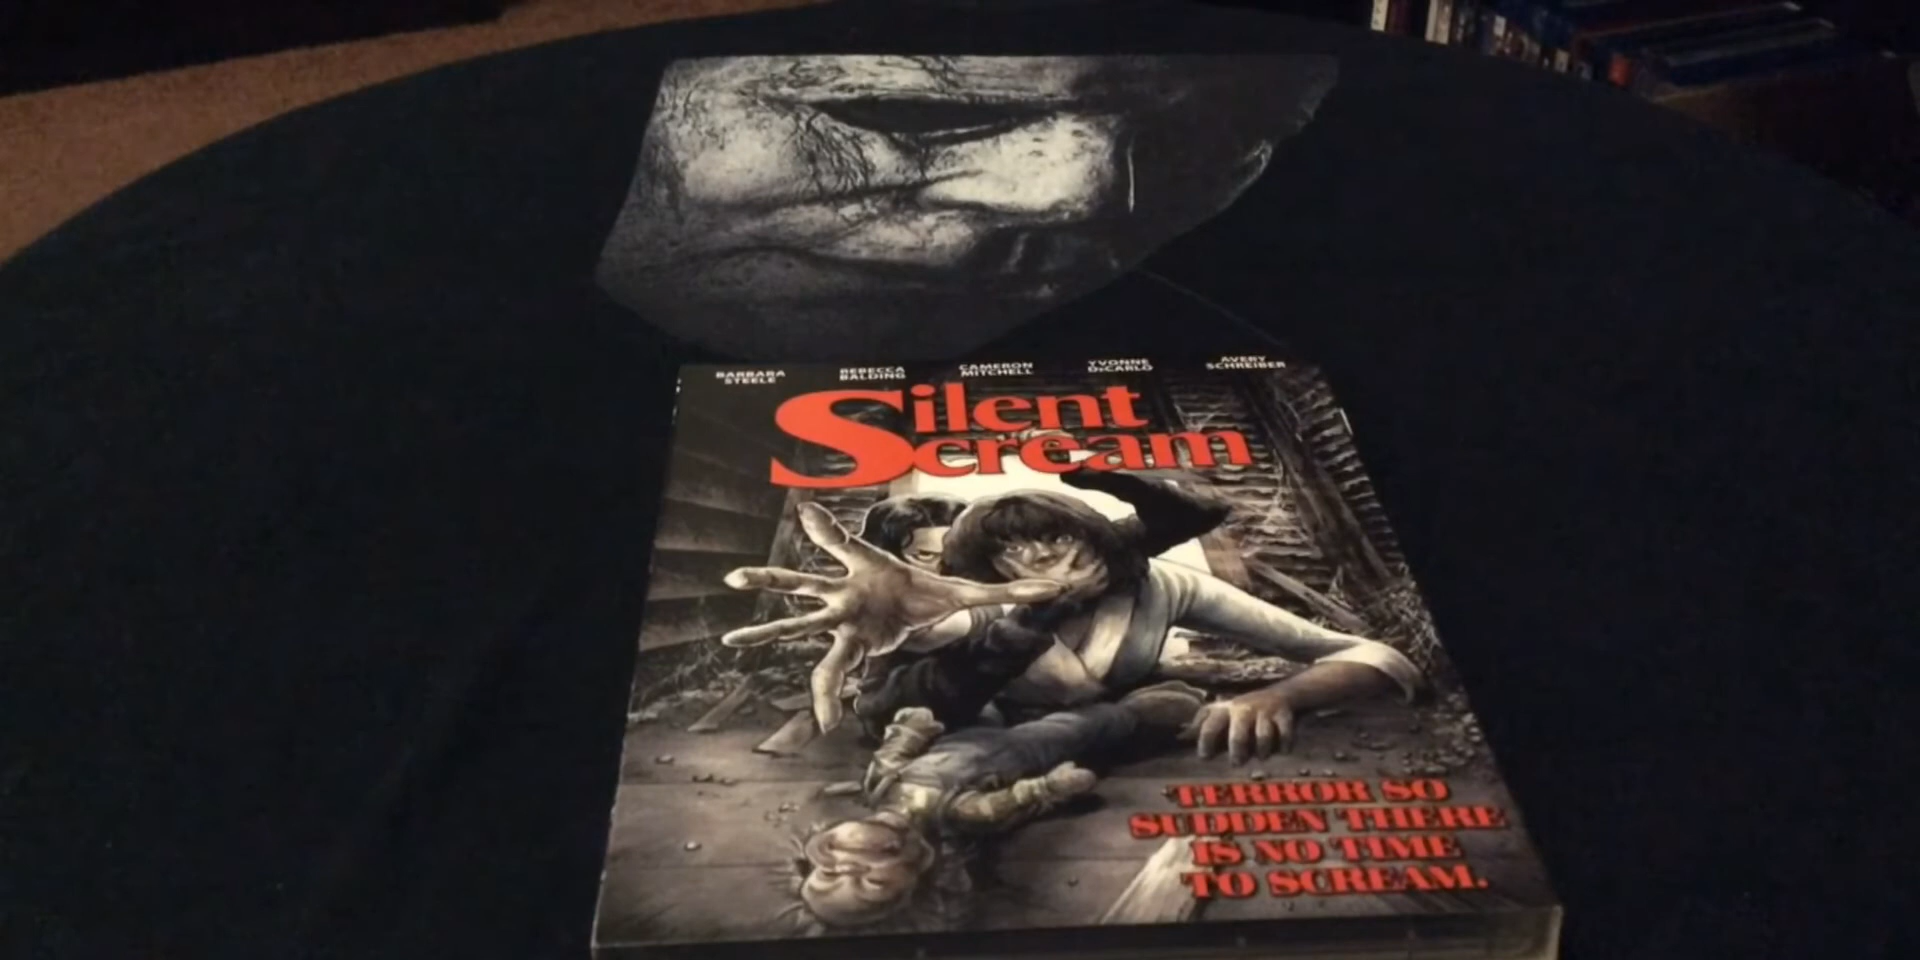 BARBARA STEELE
REBECCA BALDING
CAMERON MITCHELL
YVONNE DeCARLO
AVERY SCHREIBER
Silent
Scream
TERROR SO
SUDDEN THERE
IS NO TIME
TO SCREAM.